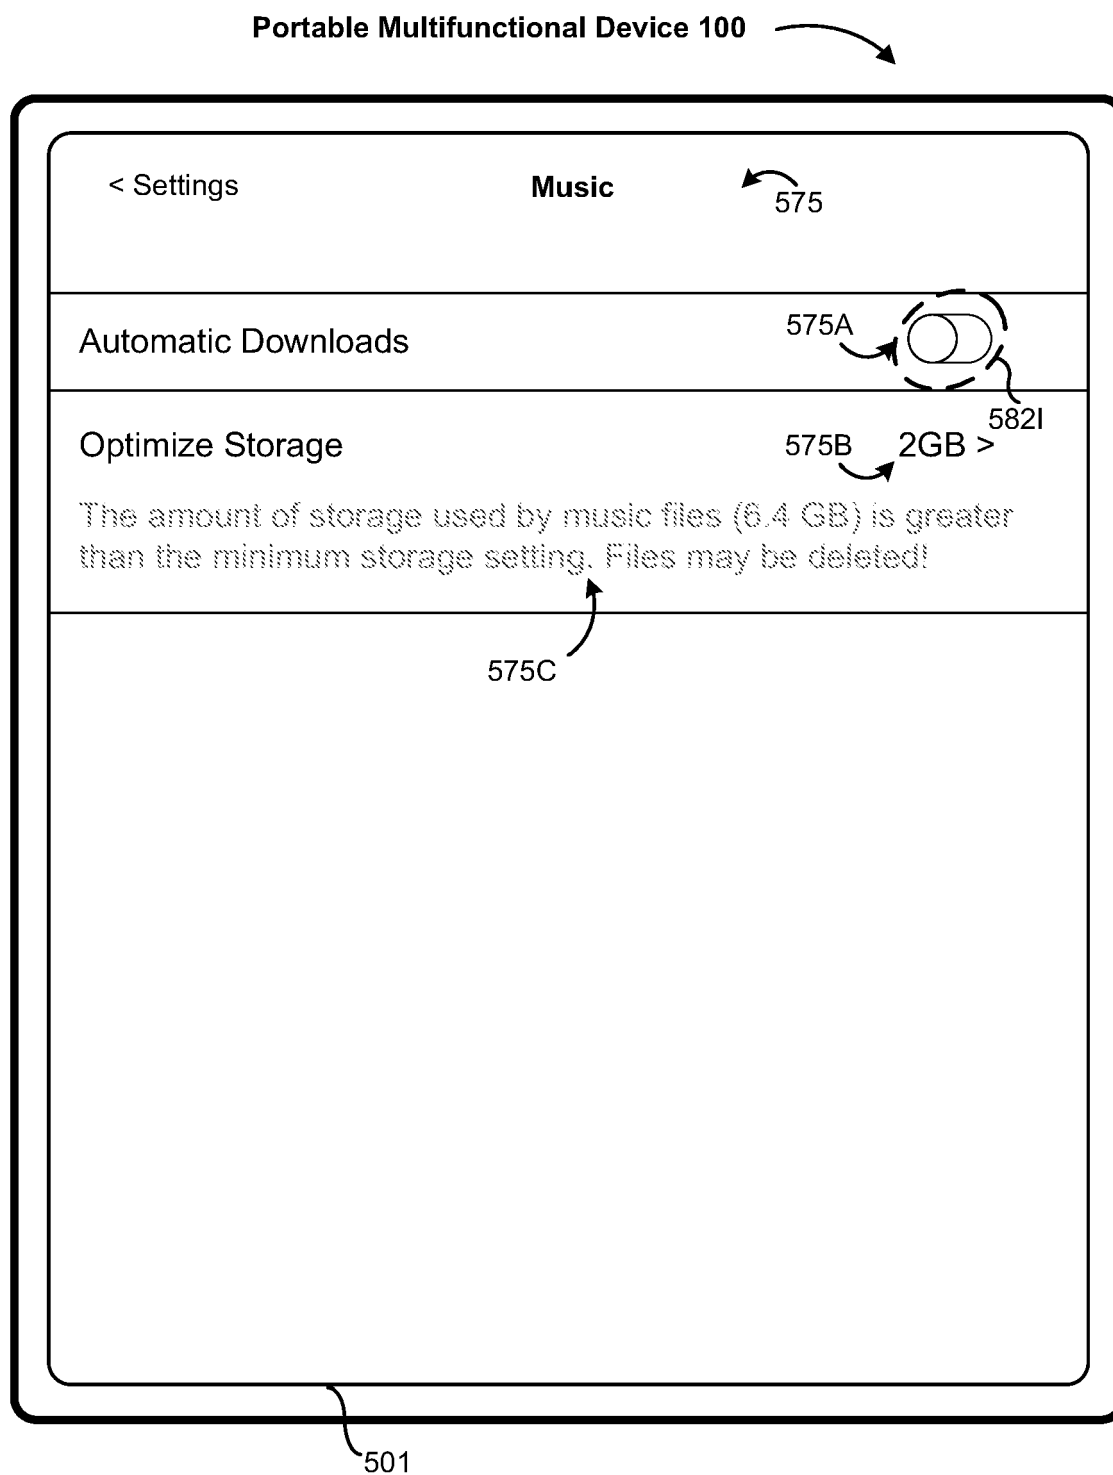 Portable Multifunctional Device 100
< Settings
Music
575
Automatic Downloads
575A
582I
Optimize Storage
575B
2GB >
The amount of storage used by music files (6.4 GB) is greater
than the minimum storage setting. Files may be deleted!
575C
501